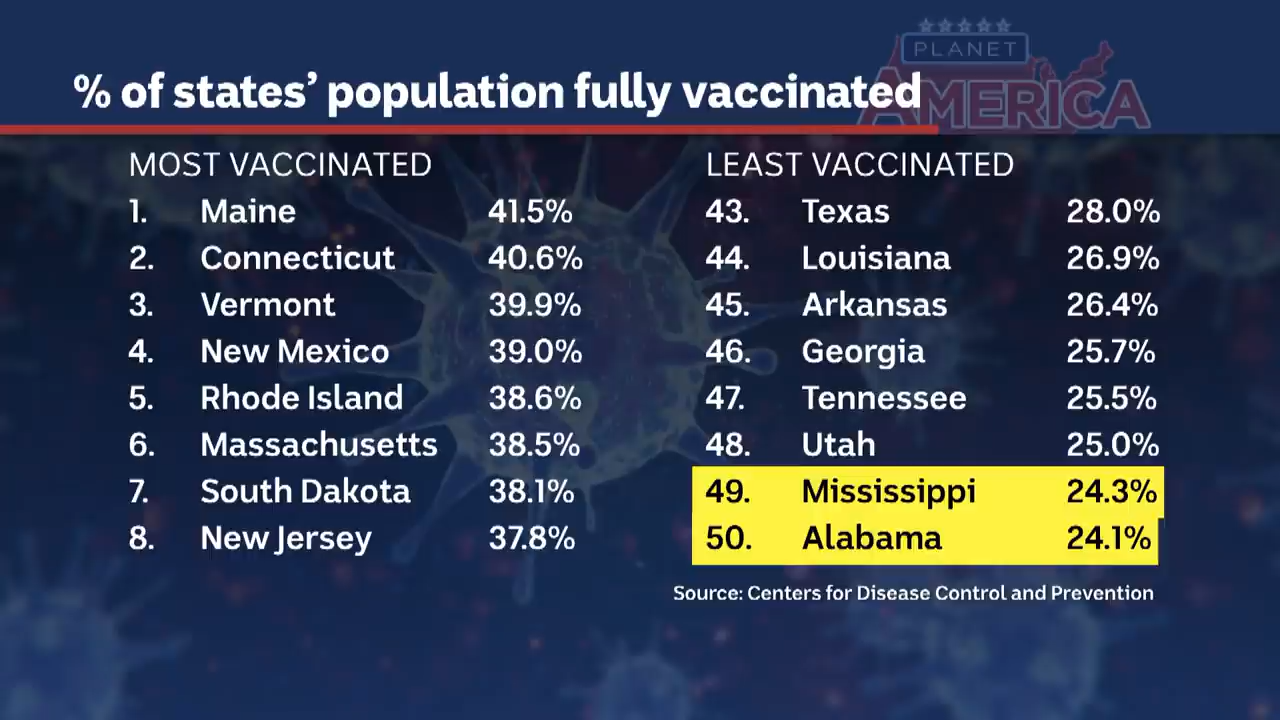 PLANET
AMERICA
% of states’ population fully vaccinated
MOST VACCINATED
1. Maine 41.5%
2. Connecticut 40.6%
3. Vermont 39.9%
4. New Mexico 39.0%
5. Rhode Island 38.6%
6. Massachusetts 38.5%
7. South Dakota 38.1%
8. New Jersey 37.8%
LEAST VACCINATED
43. Texas 28.0%
44. Louisiana 26.9%
45. Arkansas 26.4%
46. Georgia 25.7%
47. Tennessee 25.5%
48. Utah 25.0%
49. Mississippi 24.3%
50. Alabama 24.1%
Source: Centers for Disease Control and Prevention